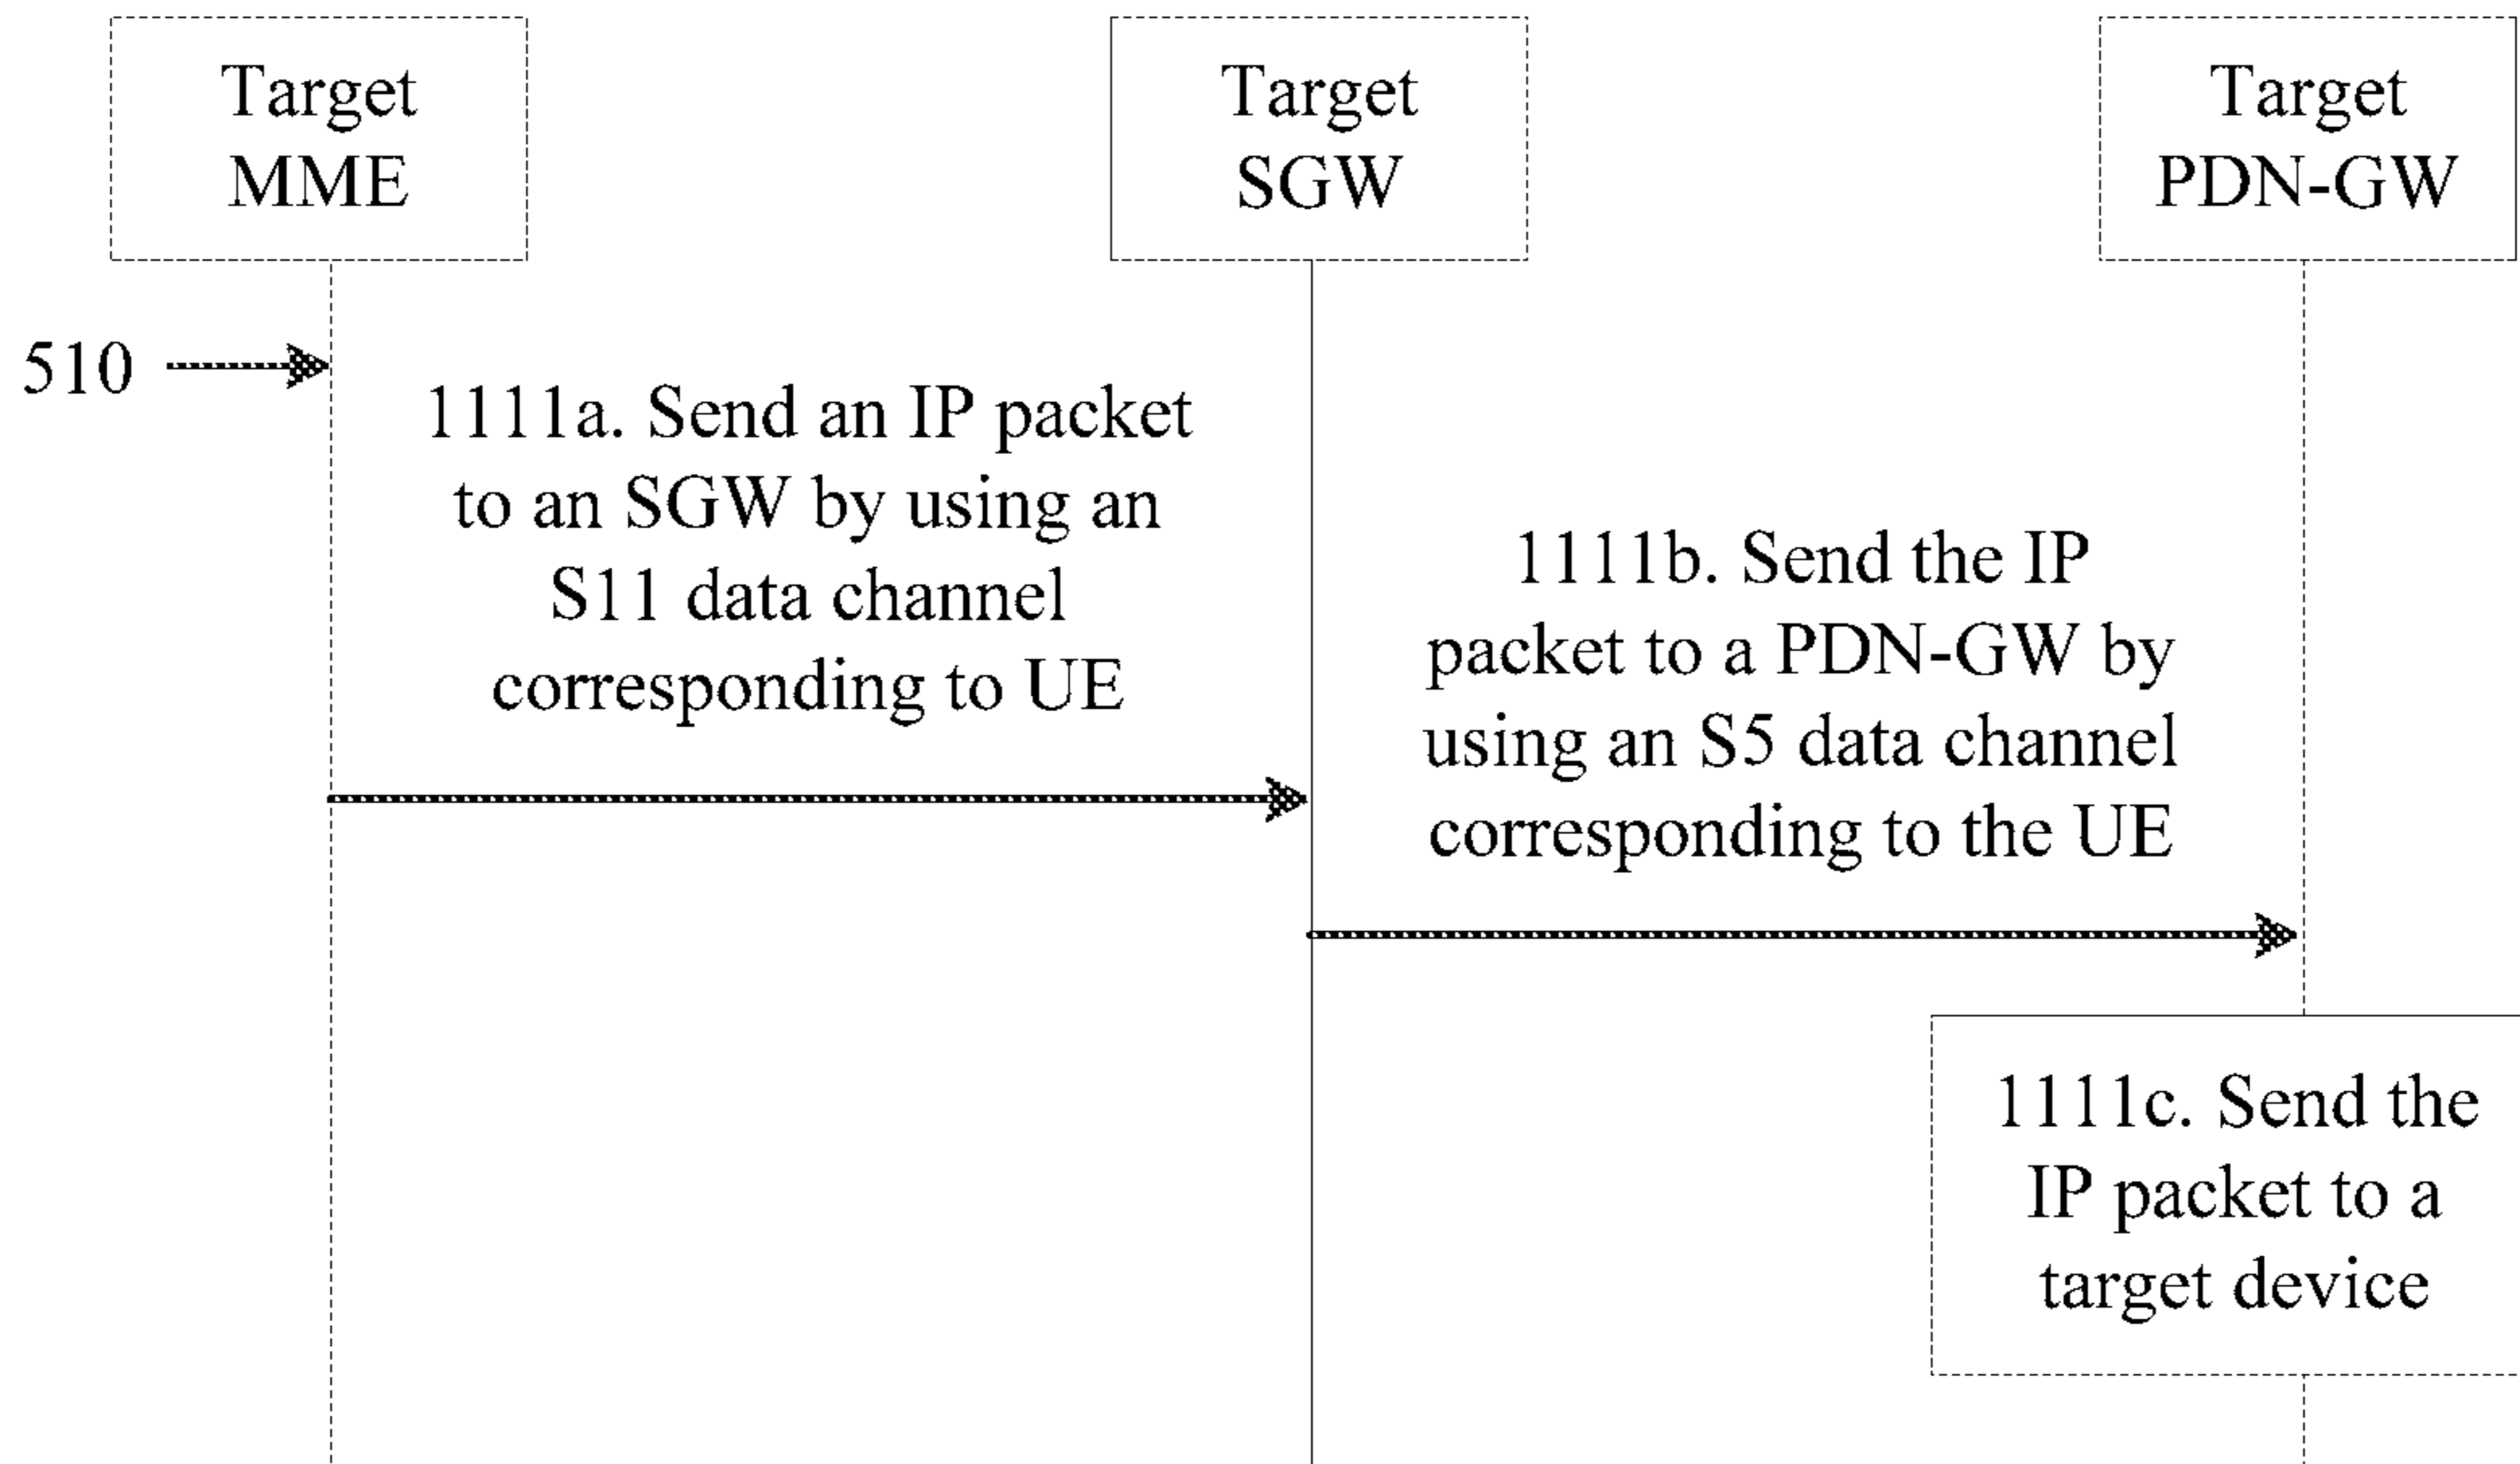 Target
MME
Target
SGW
Target
PDN-GW
510
1111a. Send an IP packet
to an SGW by using an
S11 data channel
corresponding to UE
1111b. Send the IP
packet to a PDN-GW by
using an S5 data channel
corresponding to the UE
1111c. Send the
IP packet to a
target device